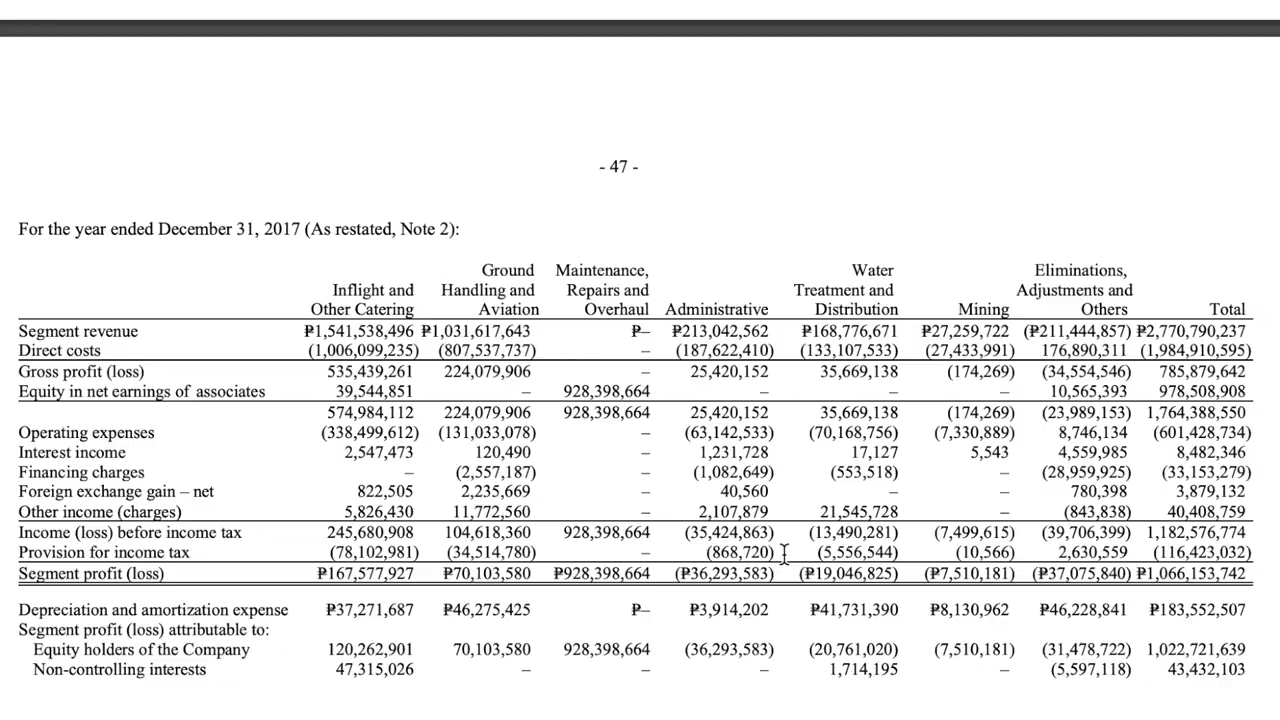 - 47 -
For the year ended December 31, 2017 (As restated, Note 2):
Ground Maintenance, Water Eliminations,
Inflight and Handling and Repairs and Treatment and Adjustments and
Other Catering Aviation Overhaul Administrative Distribution Mining Others Total
Segment revenue ₱1,541,538,496 ₱1,031,617,643 ₱– ₱213,042,562 ₱168,776,671 ₱27,259,722 (₱211,444,857) ₱2,770,790,237
Direct costs (1,006,099,235) (807,537,737) – (187,622,410) (133,107,533) (27,433,991) 176,890,311 (1,984,910,595)
Gross profit (loss) 535,439,261 224,079,906 – 25,420,152 35,669,138 (174,269) (34,554,546) 785,879,642
Equity in net earnings of associates 39,544,851 – 928,398,664 – – – 10,565,393 978,508,908
574,984,112 224,079,906 928,398,664 25,420,152 35,669,138 (174,269) (23,989,153) 1,764,388,550
Operating expenses (338,499,612) (131,033,078) – (63,142,533) (70,168,756) (7,330,889) 8,746,134 (601,428,734)
Interest income 2,547,473 120,490 – 1,231,728 17,127 5,543 4,559,985 8,482,346
Financing charges – (2,557,187) – (1,082,649) (553,518) – (28,959,925) (33,153,279)
Foreign exchange gain – net 822,505 2,235,669 – 40,560 – – 780,398 3,879,132
Other income (charges) 5,826,430 11,772,560 – 2,107,879 21,545,728 – (843,838) 40,408,759
Income (loss) before income tax 245,680,908 104,618,360 928,398,664 (35,424,863) (13,490,281) (7,499,615) (39,706,399) 1,182,576,774
Provision for income tax (78,102,981) (34,514,780) – (868,720) (5,556,544) (10,566) 2,630,559 (116,423,032)
Segment profit (loss) ₱167,577,927 ₱70,103,580 ₱928,398,664 (₱36,293,583) (₱19,046,825) (₱7,510,181) (₱37,075,840) ₱1,066,153,742
Depreciation and amortization expense ₱37,271,687 ₱46,275,425 ₱– ₱3,914,202 ₱41,731,390 ₱8,130,962 ₱46,228,841 ₱183,552,507
Segment profit (loss) attributable to:
Equity holders of the Company 120,262,901 70,103,580 928,398,664 (36,293,583) (20,761,020) (7,510,181) (31,478,722) 1,022,721,639
Non-controlling interests 47,315,026 – – – 1,714,195 – (5,597,118) 43,432,103